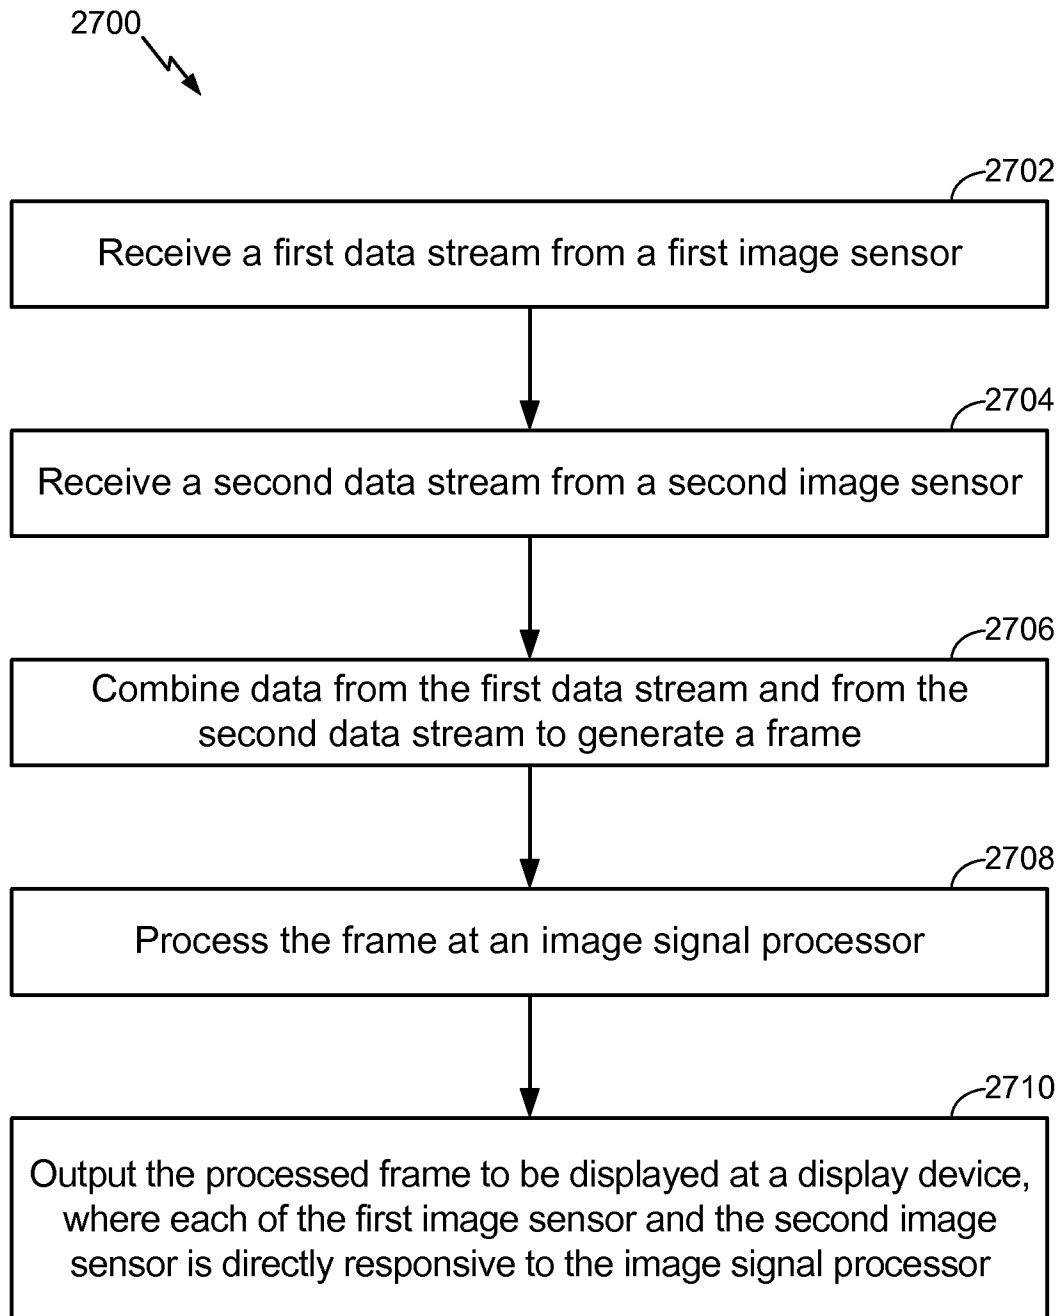 2700
2702
Receive a first data stream from a first image sensor
2704
Receive a second data stream from a second image sensor
2706
Combine data from the first data stream and from the
second data stream to generate a frame
2708
Process the frame at an image signal processor
2710
Output the processed frame to be displayed at a display device,
where each of the first image sensor and the second image
sensor is directly responsive to the image signal processor